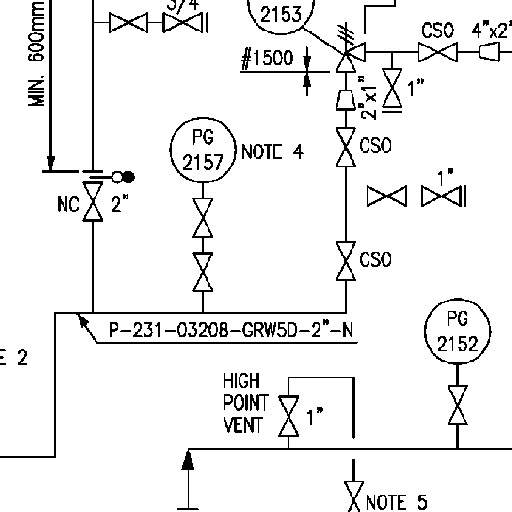 3/4"
2153
CSO
4"x2"
MIN. 600mm
#1500
1"
2"x1"
PG
2157
NOTE 4
CSO
NC
2"
1"
CSO
P-231-03208-GRW5D-2"-N
PG
2152
E 2
HIGH
POINT
VENT
1"
NOTE 5